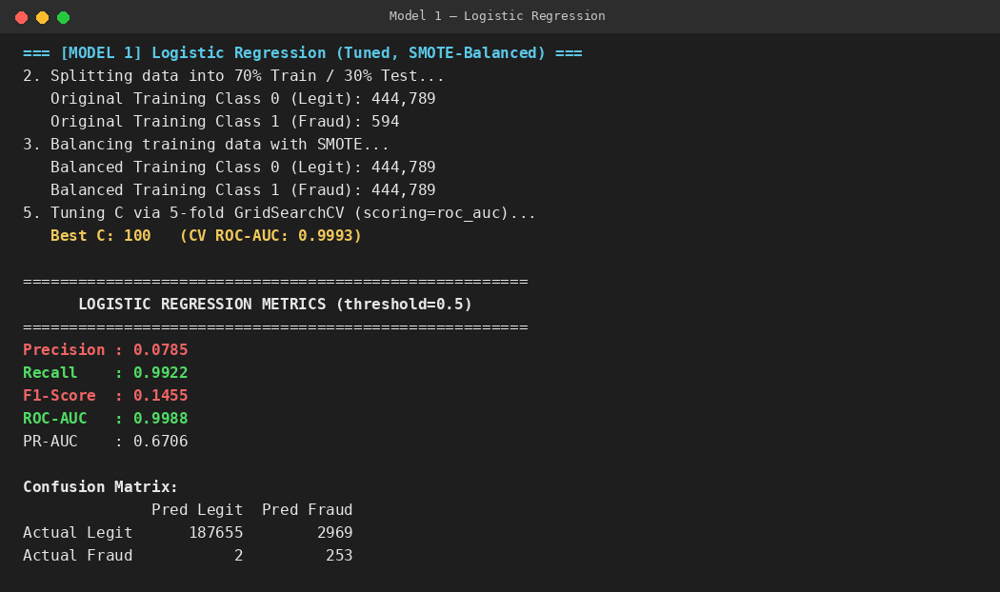 Model 1 — Logistic Regression
=== [MODEL 1] Logistic Regression (Tuned, SMOTE-Balanced) ===
2. Splitting data into 70% Train / 30% Test...
   Original Training Class 0 (Legit): 444,789
   Original Training Class 1 (Fraud): 594
3. Balancing training data with SMOTE...
   Balanced Training Class 0 (Legit): 444,789
   Balanced Training Class 1 (Fraud): 444,789
5. Tuning C via 5-fold GridSearchCV (scoring=roc_auc)...
   Best C: 100   (CV ROC-AUC: 0.9993)
=======================================================
      LOGISTIC REGRESSION METRICS (threshold=0.5)
=======================================================
Precision : 0.0785
Recall    : 0.9922
F1-Score  : 0.1455
ROC-AUC   : 0.9988
PR-AUC    : 0.6706
Confusion Matrix:
              Pred Legit  Pred Fraud
Actual Legit      187655        2969
Actual Fraud           2         253